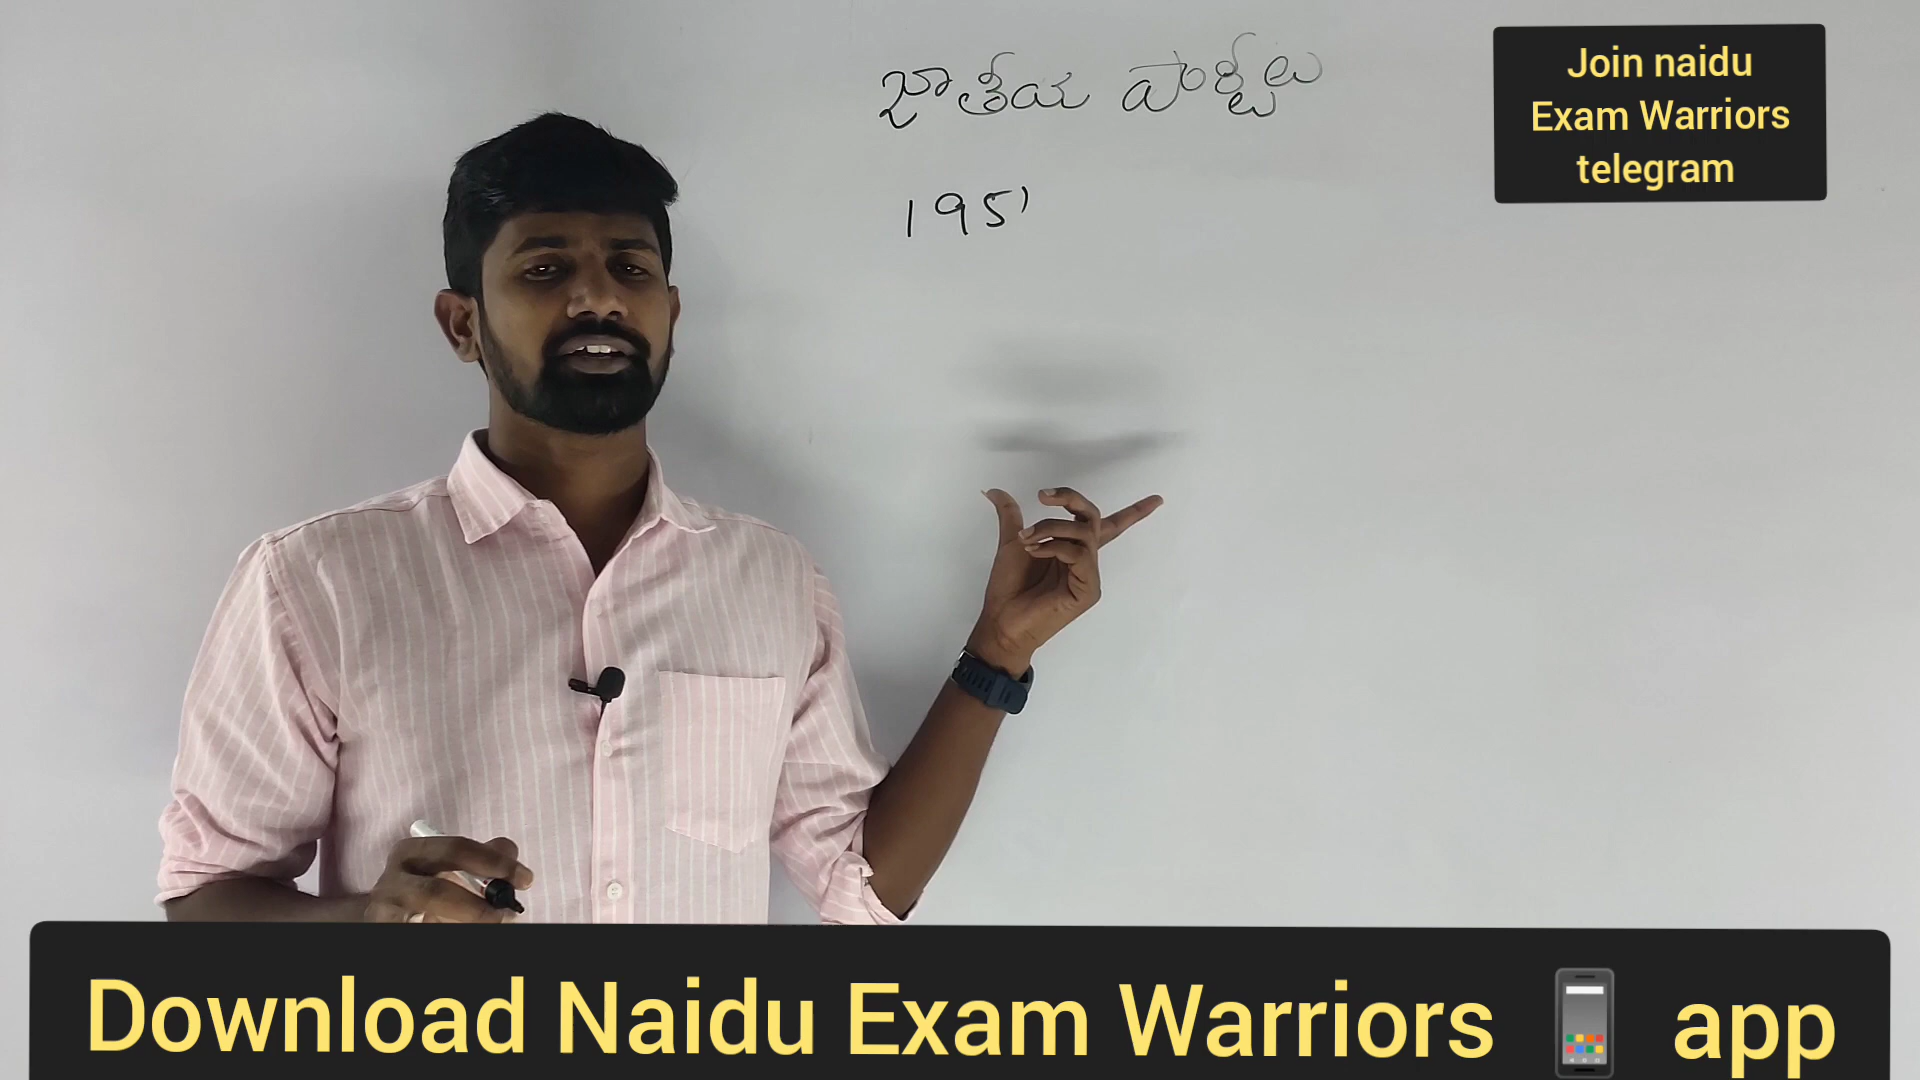 జాతీయ పార్టీలు
1951
Join naidu
Exam Warriors
telegram
Download Naidu Exam Warriors app